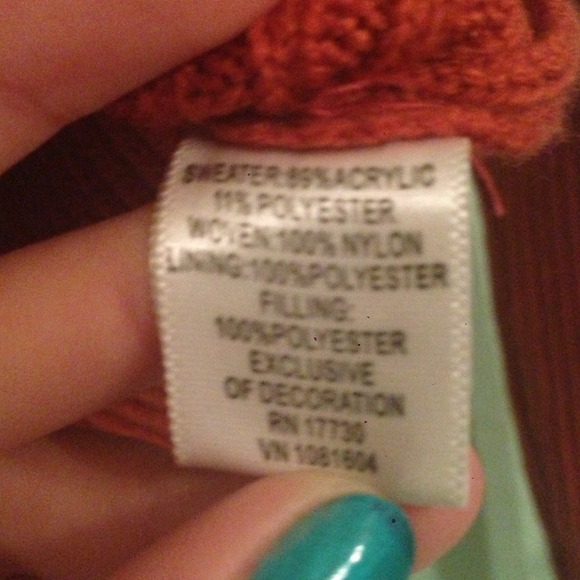 SWEATER:89%ACRYLIC
11% POLYESTER
WOVEN:100% NYLON
LINING:100%POLYESTER
FILLING:
100%POLYESTER
EXCLUSIVE
OF DECORATION
RN 17730
VN 1081604